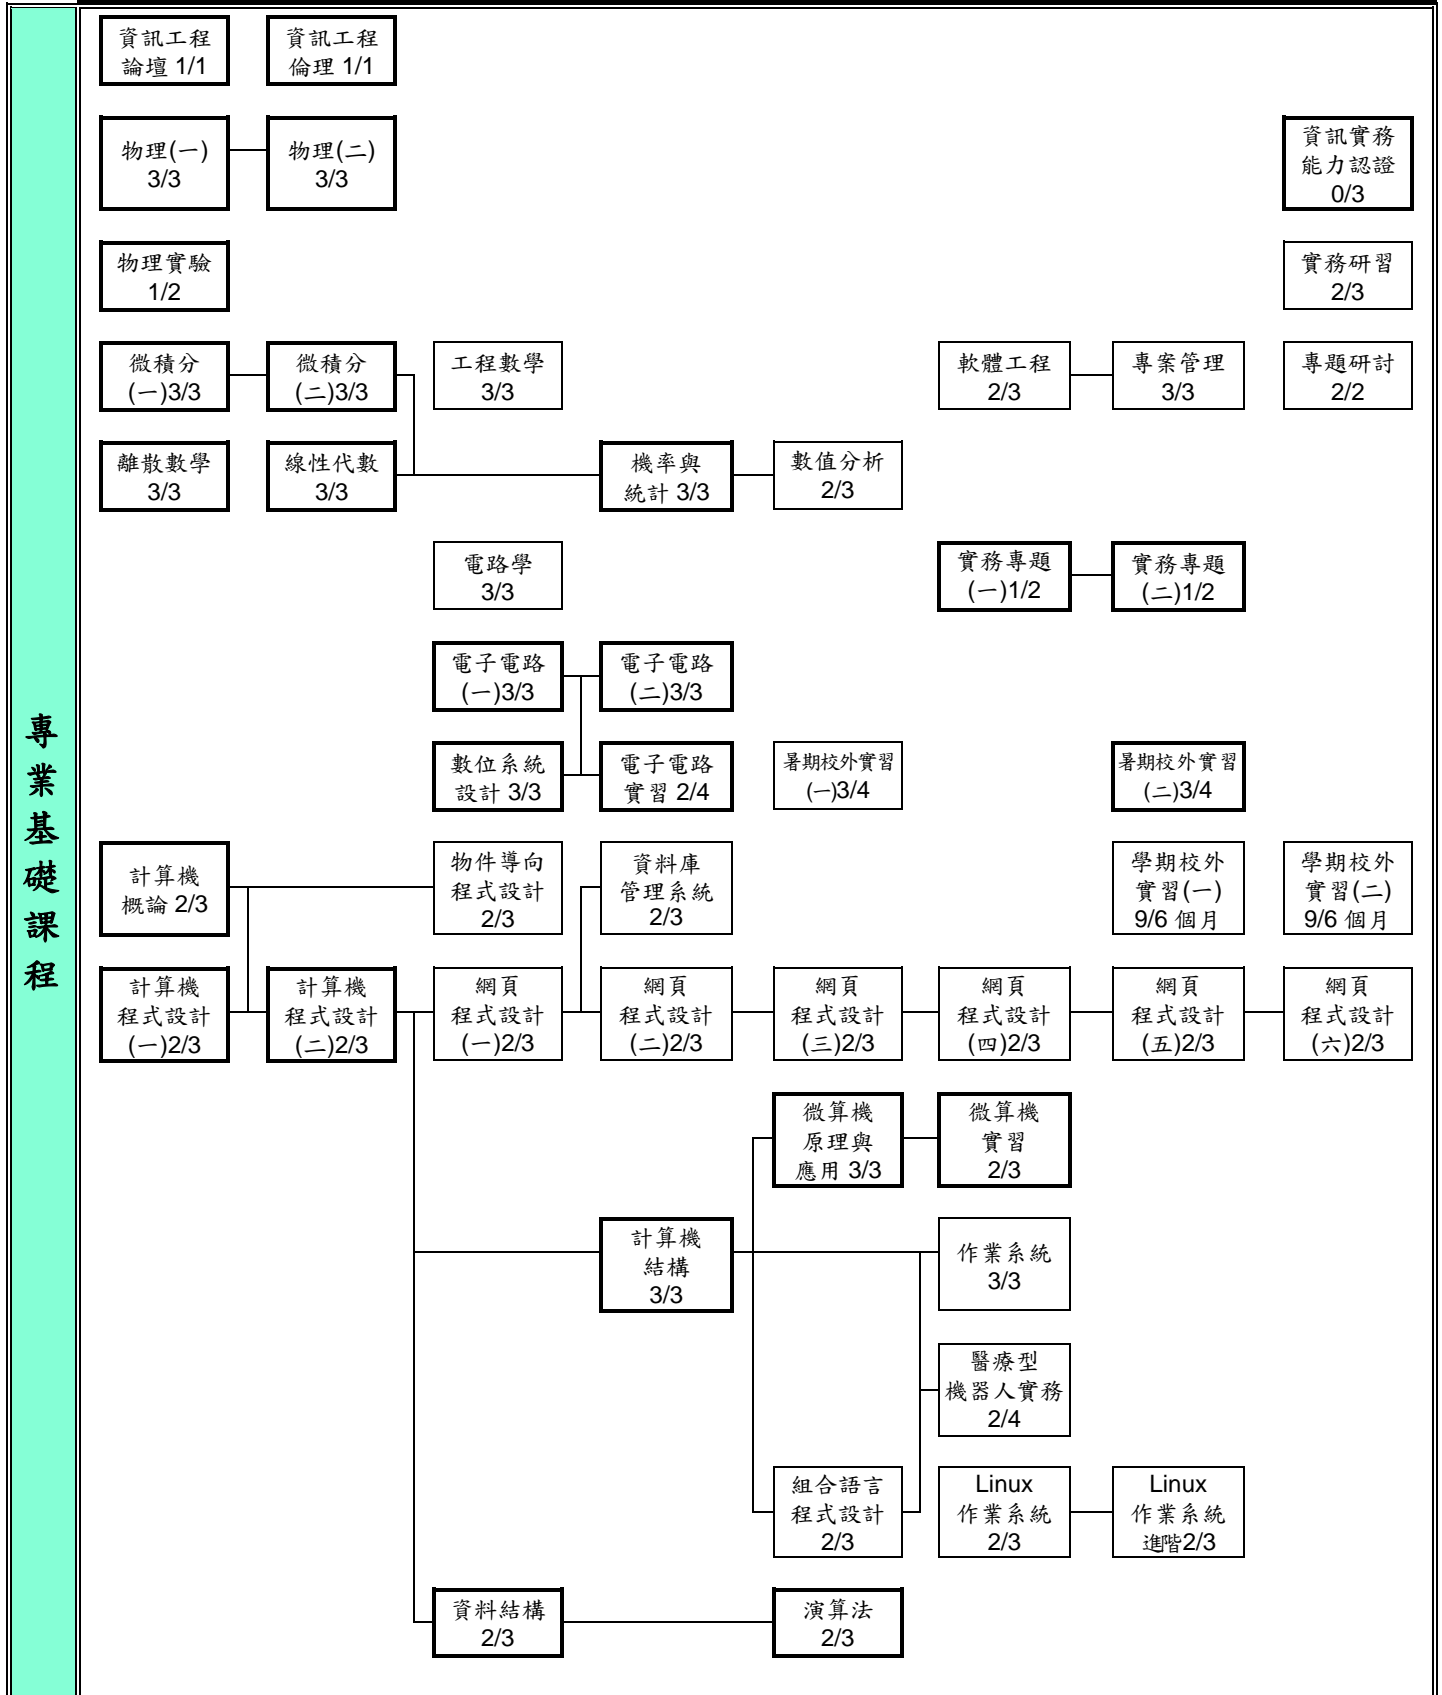 專業基礎課程
資訊工程
論壇 1/1
資訊工程
倫理 1/1
物理(一)
3/3
物理(二)
3/3
資訊實務
能力認證
0/3
物理實驗
1/2
實務研習
2/3
微積分
(一)3/3
微積分
(二)3/3
工程數學
3/3
軟體工程
2/3
專案管理
3/3
專題研討
2/2
離散數學
3/3
線性代數
3/3
機率與
統計 3/3
數值分析
2/3
電路學
3/3
實務專題
(一)1/2
實務專題
(二)1/2
電子電路
(一)3/3
電子電路
(二)3/3
數位系統
設計 3/3
電子電路
實習 2/4
暑期校外實習
(一)3/4
暑期校外實習
(二)3/4
計算機
概論 2/3
物件導向
程式設計
2/3
資料庫
管理系統
2/3
學期校外
實習(一)
9/6 個月
學期校外
實習(二)
9/6 個月
計算機
程式設計
(一)2/3
計算機
程式設計
(二)2/3
網頁
程式設計
(一)2/3
網頁
程式設計
(二)2/3
網頁
程式設計
(三)2/3
網頁
程式設計
(四)2/3
網頁
程式設計
(五)2/3
網頁
程式設計
(六)2/3
微算機
原理與
應用 3/3
微算機
實習
2/3
計算機
結構
3/3
作業系統
3/3
醫療型
機器人實務
2/4
組合語言
程式設計
2/3
Linux
作業系統
2/3
Linux
作業系統
進階2/3
資料結構
2/3
演算法
2/3